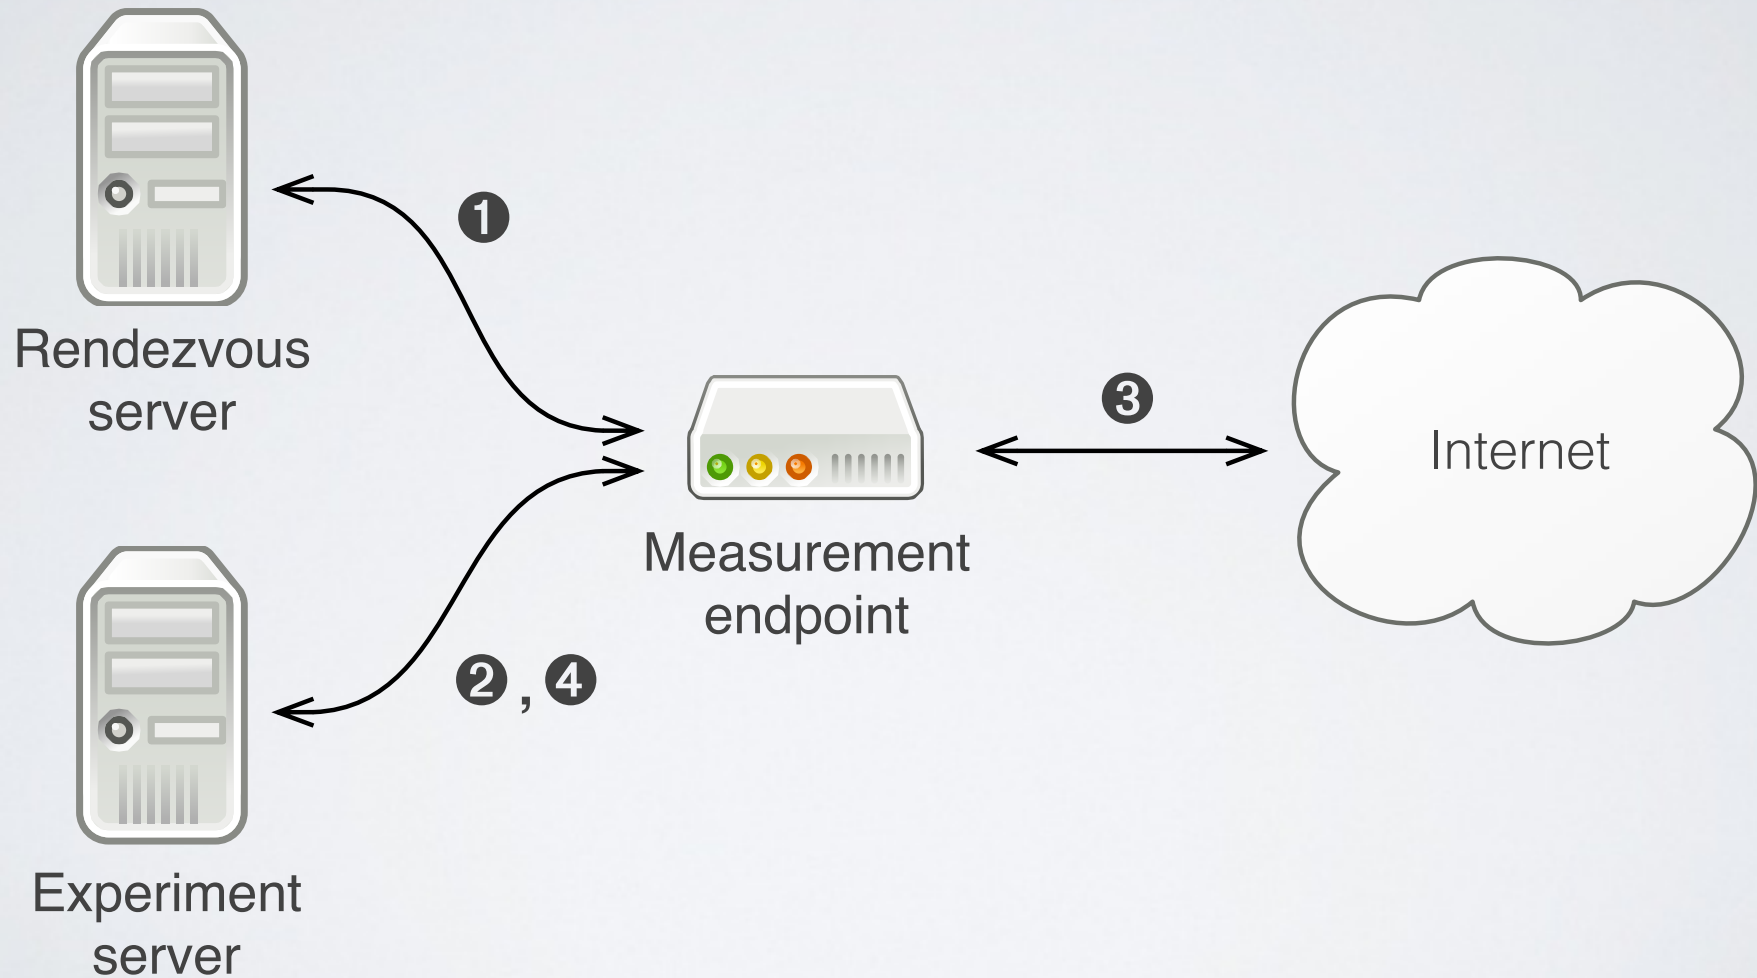 ❶
Rendezvous
server
❸
Internet
Measurement
endpoint
❷ , ❹
Experiment
server